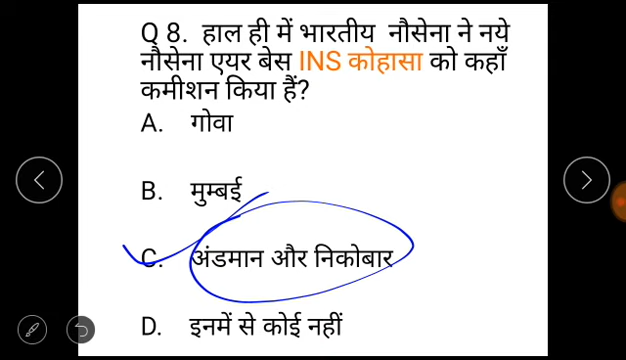 Q 8. हाल ही में भारतीय नौसेना ने नये
नौसेना एयर बेस INS कोहासा को कहाँ
कमीशन किया हैं?
A. गोवा
B. मुम्बई
C. अंडमान और निकोबार
D. इनमें से कोई नहीं